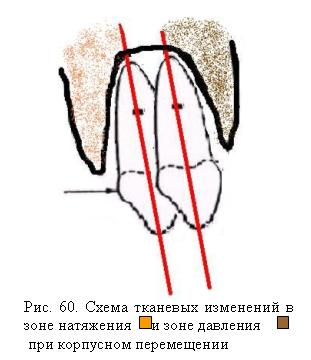 Рис. 60. Схема тканевых изменений в
зоне натяжения и зоне давления
при корпусном перемещении